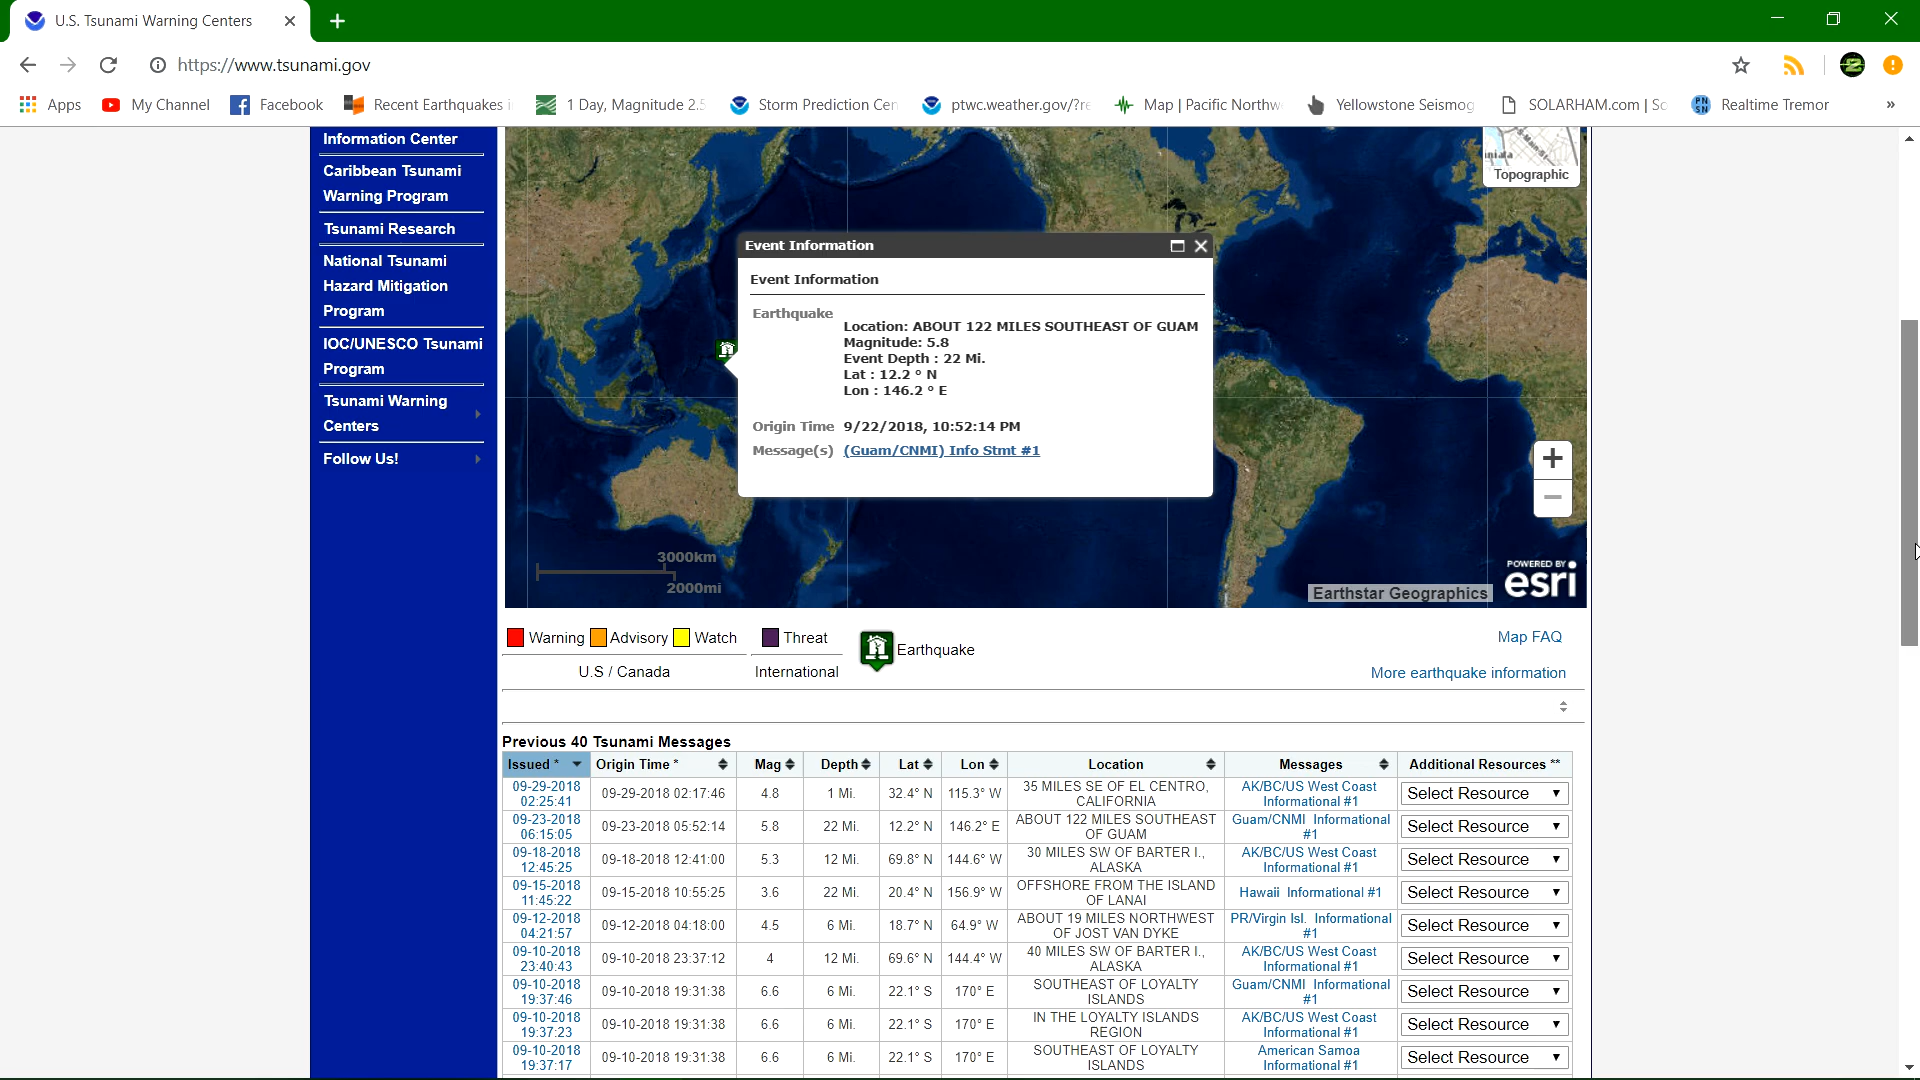 U.S. Tsunami Warning Centers
https://www.tsunami.gov
Apps My Channel Facebook Recent Earthquakes 1 Day, Magnitude 2.5 Storm Prediction Cen ptwc.weather.gov/?re Map | Pacific Northw Yellowstone Seismog SOLARHAM.com | So PN SN Realtime Tremor »
Information Center
Caribbean Tsunami
Warning Program
Tsunami Research
National Tsunami
Hazard Mitigation
Program
IOC/UNESCO Tsunami
Program
Tsunami Warning
Centers
Follow Us!
Topographic
Event Information
Event Information
Earthquake
Location: ABOUT 122 MILES SOUTHEAST OF GUAM
Magnitude: 5.8
Event Depth : 22 Mi.
Lat : 12.2 ° N
Lon : 146.2 ° E
Origin Time 9/22/2018, 10:52:14 PM
Message(s) (Guam/CNMI) Info Stmt #1
+
−
3000km
2000mi
POWERED BY
esri
Earthstar Geographics
Warning Advisory Watch Threat Earthquake Map FAQ
U.S / Canada International More earthquake information
Previous 40 Tsunami Messages
Issued * Origin Time * Mag Depth Lat Lon Location Messages Additional Resources **
09-29-2018 02:25:41 09-29-2018 02:17:46 4.8 1 Mi. 32.4° N 115.3° W 35 MILES SE OF EL CENTRO, CALIFORNIA AK/BC/US West Coast Informational #1 Select Resource
09-23-2018 06:15:05 09-23-2018 05:52:14 5.8 22 Mi. 12.2° N 146.2° E ABOUT 122 MILES SOUTHEAST OF GUAM Guam/CNMI Informational #1 Select Resource
09-18-2018 12:45:25 09-18-2018 12:41:00 5.3 12 Mi. 69.8° N 144.6° W 30 MILES SW OF BARTER I., ALASKA AK/BC/US West Coast Informational #1 Select Resource
09-15-2018 11:45:22 09-15-2018 10:55:25 3.6 22 Mi. 20.4° N 156.9° W OFFSHORE FROM THE ISLAND OF LANAI Hawaii Informational #1 Select Resource
09-12-2018 04:21:57 09-12-2018 04:18:00 4.5 6 Mi. 18.7° N 64.9° W ABOUT 19 MILES NORTHWEST OF JOST VAN DYKE PR/Virgin Isl. Informational #1 Select Resource
09-10-2018 23:40:43 09-10-2018 23:37:12 4 12 Mi. 69.6° N 144.4° W 40 MILES SW OF BARTER I., ALASKA AK/BC/US West Coast Informational #1 Select Resource
09-10-2018 19:37:46 09-10-2018 19:31:38 6.6 6 Mi. 22.1° S 170° E SOUTHEAST OF LOYALTY ISLANDS Guam/CNMI Informational #1 Select Resource
09-10-2018 19:37:23 09-10-2018 19:31:38 6.6 6 Mi. 22.1° S 170° E IN THE LOYALTY ISLANDS REGION AK/BC/US West Coast Informational #1 Select Resource
09-10-2018 19:37:17 09-10-2018 19:31:38 6.6 6 Mi. 22.1° S 170° E SOUTHEAST OF LOYALTY ISLANDS American Samoa Informational #1 Select Resource